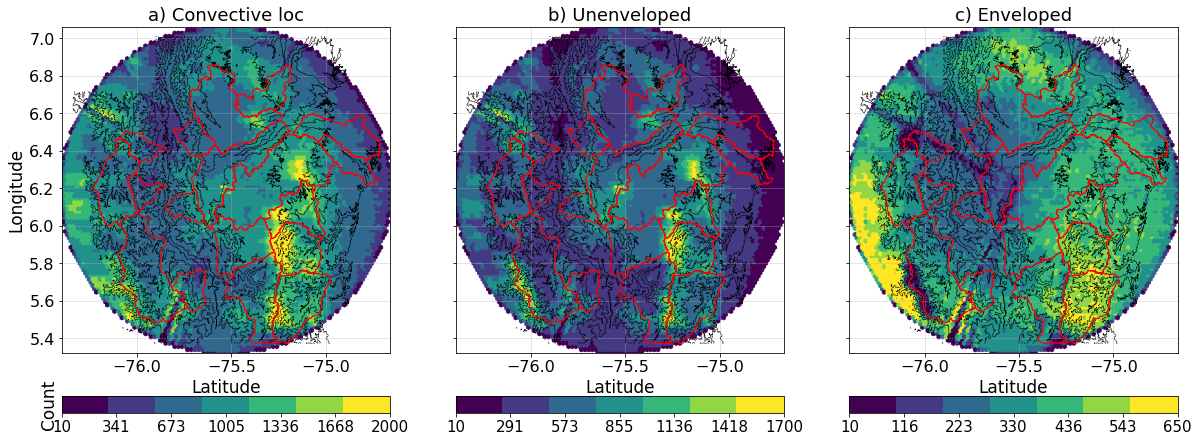 a) Convective loc b) Unenveloped c) Enveloped
7.0
6.8
6.6
6.4
6.2
6.0
5.8
5.6
5.4
Longitude
−76.0 −75.5 −75.0 −76.0 −75.5 −75.0 −76.0 −75.5 −75.0
Latitude Latitude Latitude
Count
10 341 673 1005 1336 1668 2000 10 291 573 855 1136 1418 1700 10 116 223 330 436 543 650